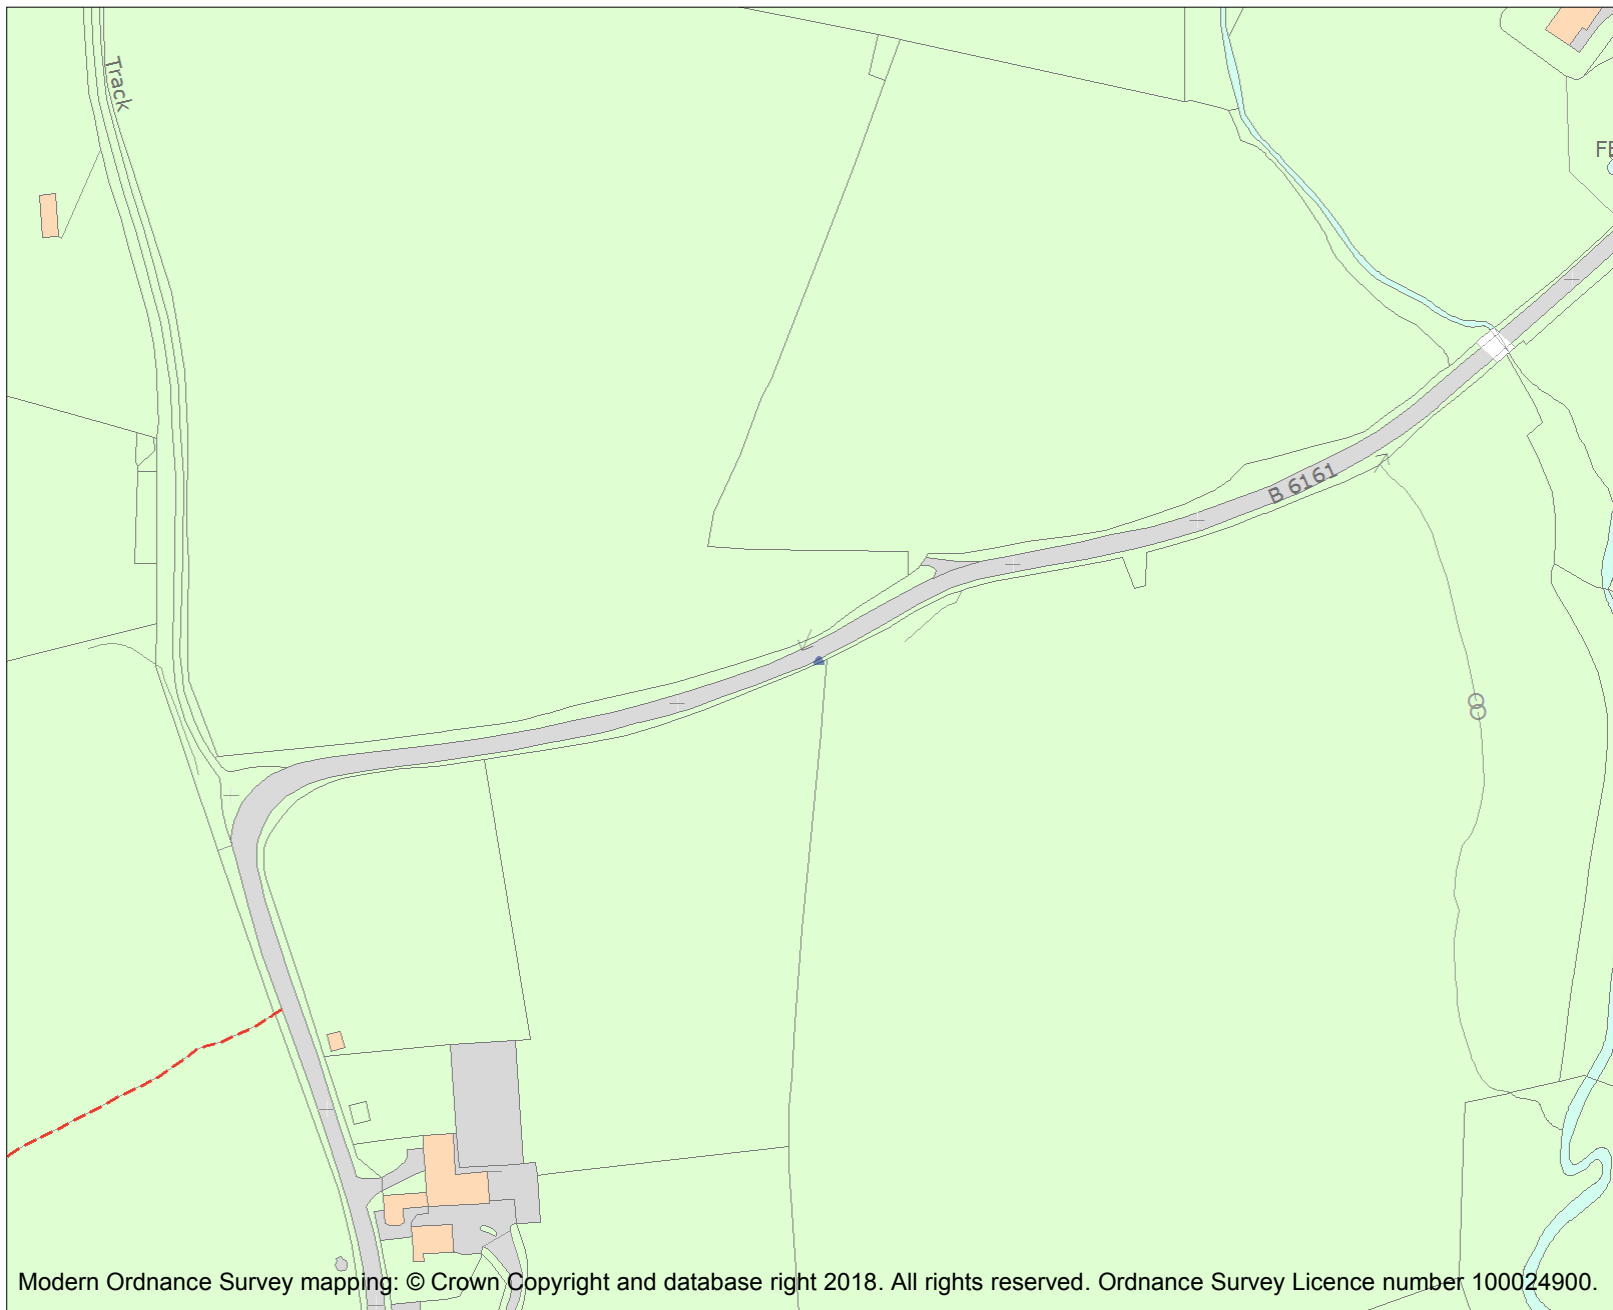 Track
FE
B 6161
Modern Ordnance Survey mapping: © Crown Copyright and database right 2018. All rights reserved. Ordnance Survey Licence number 100024900.